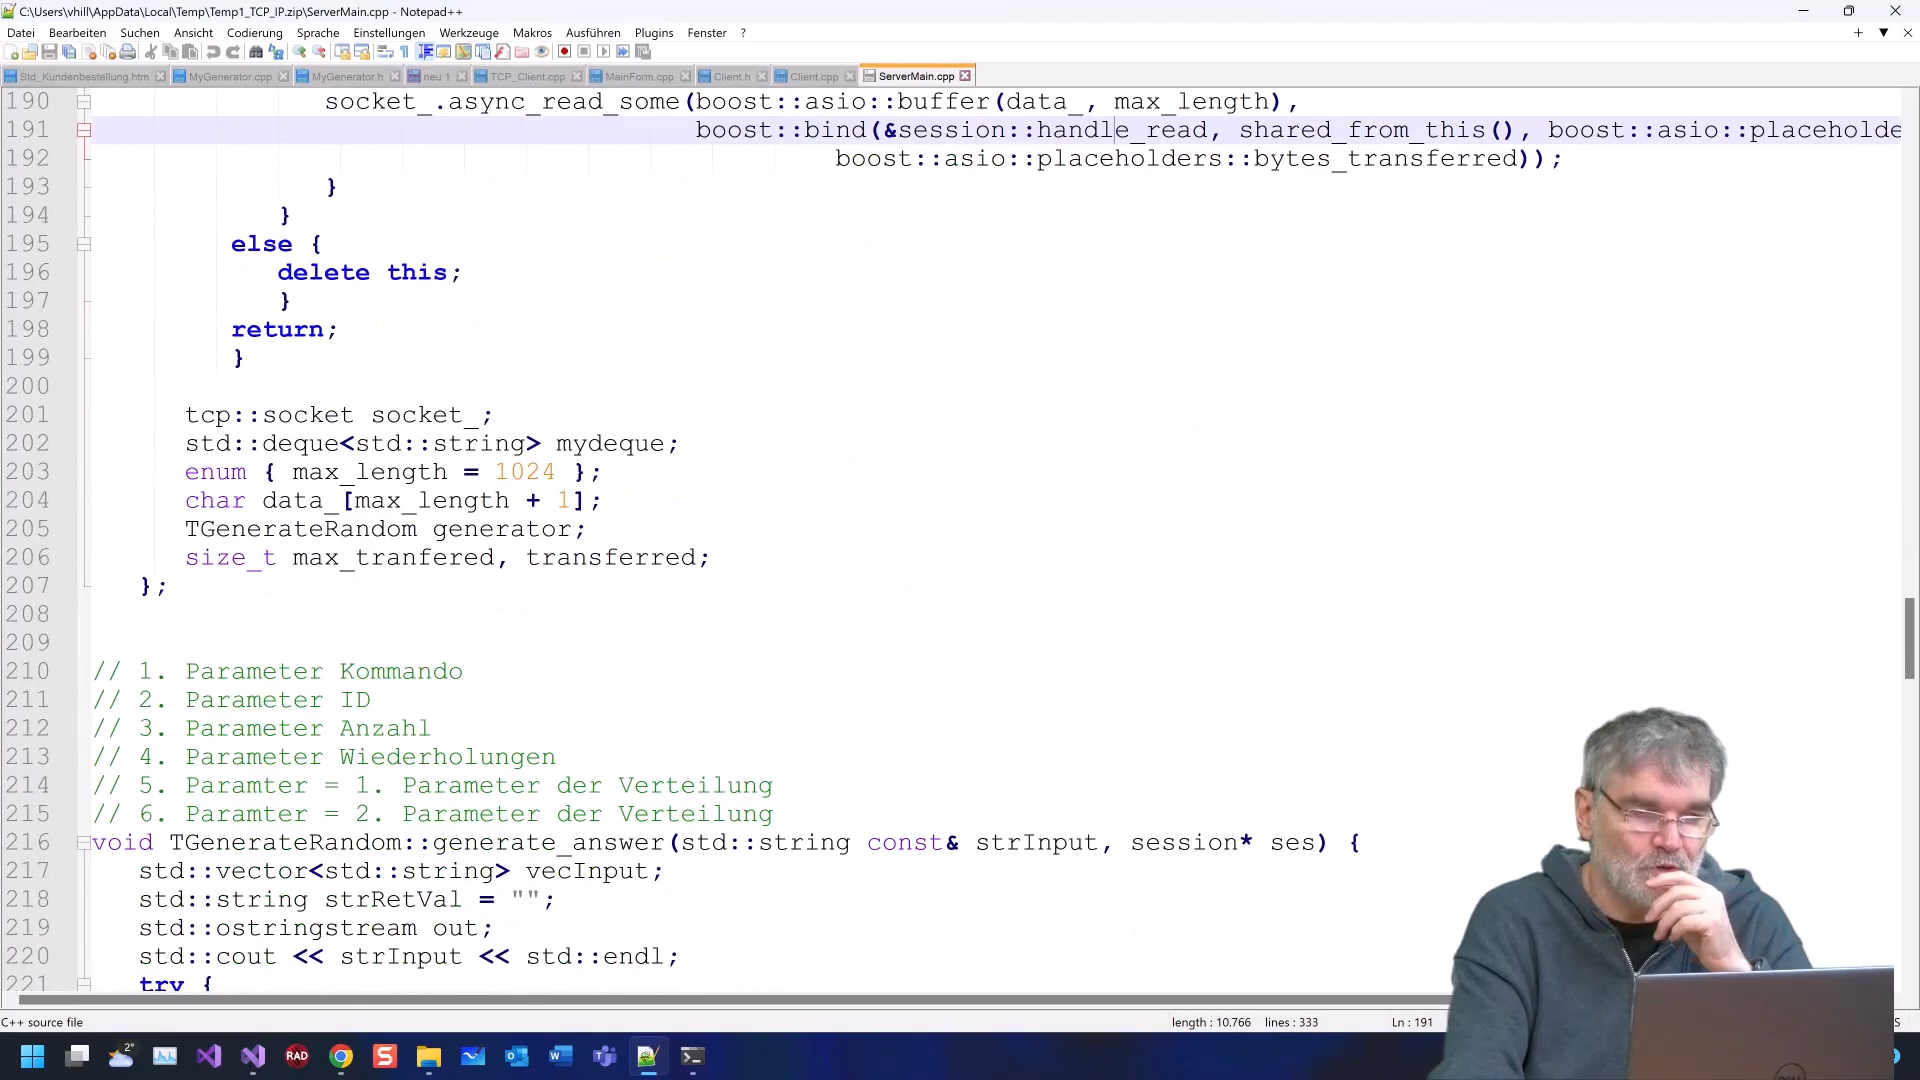 C:\Users\vhill\AppData\Local\Temp\Temp1_TCP_IP.zip\ServerMain.cpp - Notepad++
Datei Bearbeiten Suchen Ansicht Codierung Sprache Einstellungen Werkzeuge Makros Ausführen Plugins Fenster ?
Std_Kundenbestellung.htm MyGenerator.cpp MyGenerator.h neu 1 TCP_Client.cpp MainForm.cpp Client.h Client.cpp ServerMain.cpp
190 socket_.async_read_some(boost::asio::buffer(data_, max_length),
191 boost::bind(&session::handle_read, shared_from_this(), boost::asio::placeholde
192 boost::asio::placeholders::bytes_transferred));
193 }
194 }
195 else {
196 delete this;
197 }
198 return;
199 }
200
201 tcp::socket socket_;
202 std::deque<std::string> mydeque;
203 enum { max_length = 1024 };
204 char data_[max_length + 1];
205 TGenerateRandom generator;
206 size_t max_tranfered, transferred;
207 };
208
209
210 // 1. Parameter Kommando
211 // 2. Parameter ID
212 // 3. Parameter Anzahl
213 // 4. Parameter Wiederholungen
214 // 5. Paramter = 1. Parameter der Verteilung
215 // 6. Paramter = 2. Parameter der Verteilung
216 void TGenerateRandom::generate_answer(std::string const& strInput, session* ses) {
217 std::vector<std::string> vecInput;
218 std::string strRetVal = "";
219 std::ostringstream out;
220 std::cout << strInput << std::endl;
221 try {
C++ source file length : 10.766 lines : 333 Ln : 191 S
2° RAD S